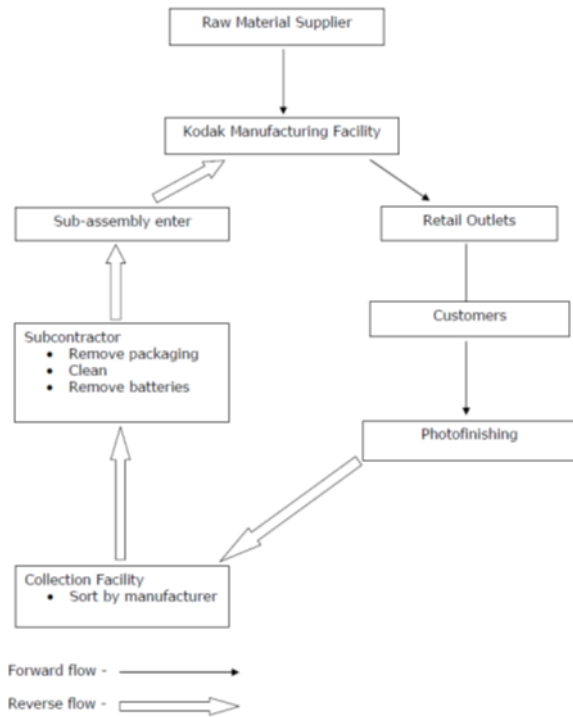 Raw Material Supplier
Kodak Manufacturing Facility
Sub-assembly enter
Retail Outlets
Customers
Subcontractor
• Remove packaging
• Clean
• Remove batteries
Photofinishing
Collection Facility
• Sort by manufacturer
Forward flow -
Reverse flow -